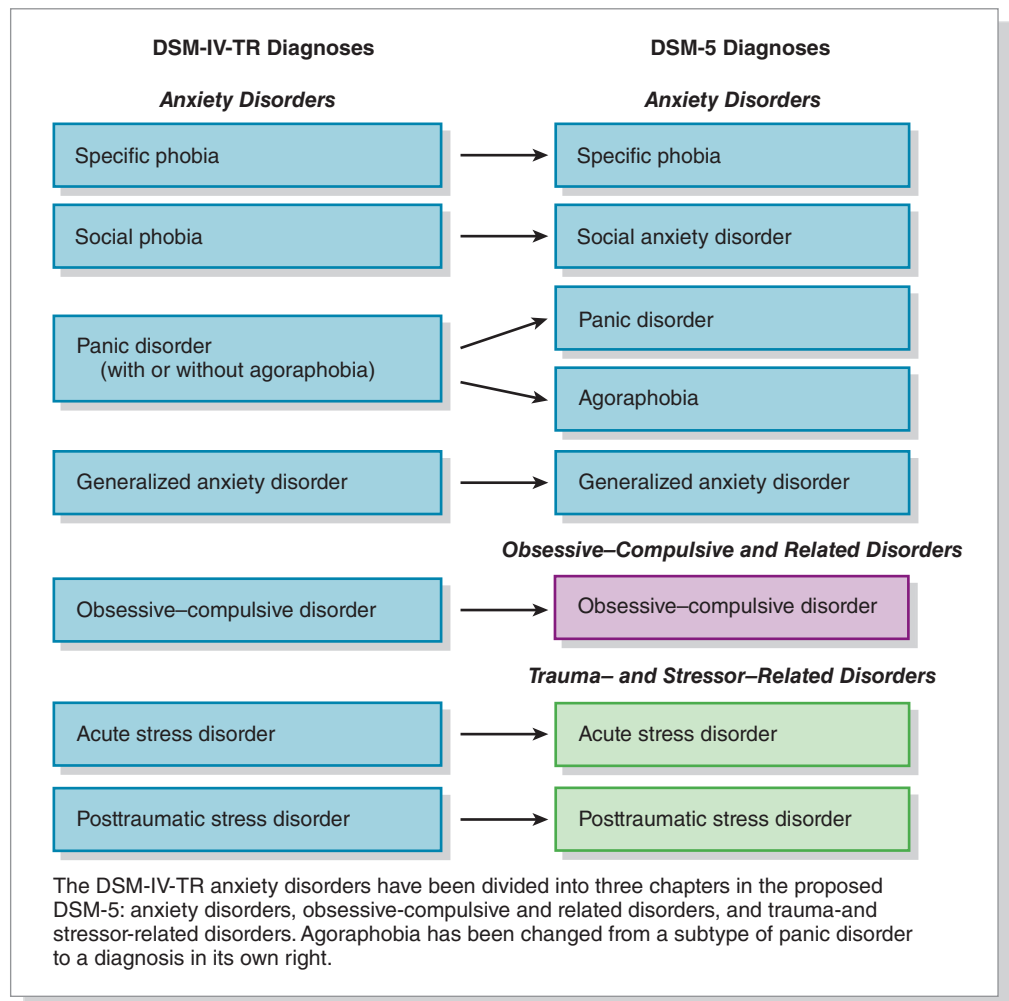 DSM-IV-TR Diagnoses
DSM-5 Diagnoses
Anxiety Disorders
Anxiety Disorders
Specific phobia
Specific phobia
Social phobia
Social anxiety disorder
Panic disorder
(with or without agoraphobia)
Panic disorder
Agoraphobia
Generalized anxiety disorder
Generalized anxiety disorder
Obsessive–Compulsive and Related Disorders
Obsessive–compulsive disorder
Obsessive–compulsive disorder
Trauma– and Stressor–Related Disorders
Acute stress disorder
Acute stress disorder
Posttraumatic stress disorder
Posttraumatic stress disorder
The DSM-IV-TR anxiety disorders have been divided into three chapters in the proposed
DSM-5: anxiety disorders, obsessive-compulsive and related disorders, and trauma-and
stressor-related disorders. Agoraphobia has been changed from a subtype of panic disorder
to a diagnosis in its own right.